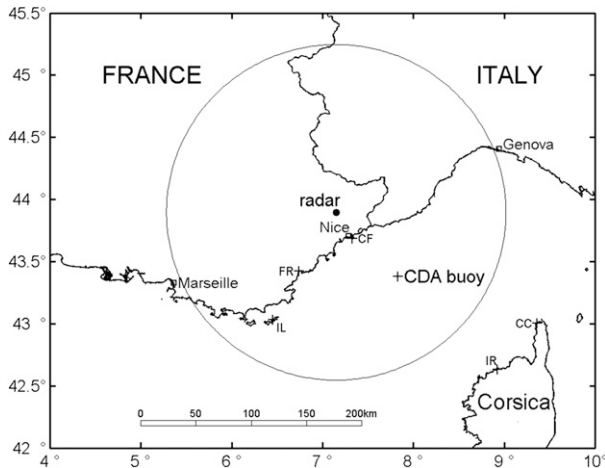 45.5°
45 °
44.5°
44 °
43.5°
43 °
42.5°
42 °
FRANCE
ITALY
Genova
radar
Nice
CF
FR
CDA buoy
Marseille
IL
CC
IR
Corsica
0 50 100 150 200km
4 ° 5 ° 6 ° 7 ° 8 ° 9 ° 10°